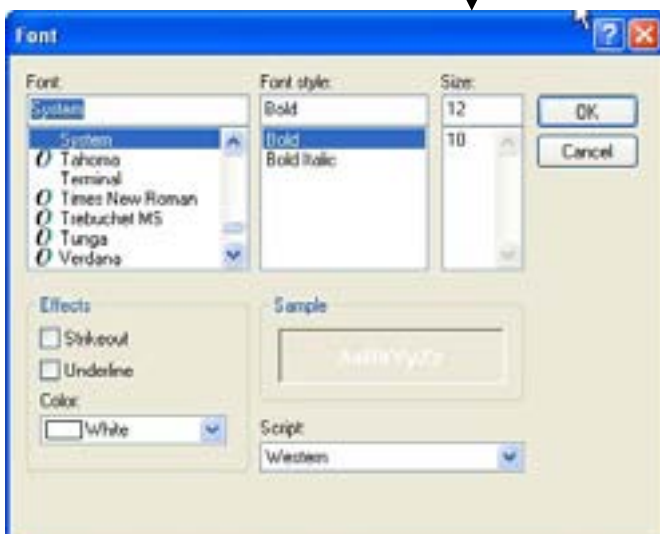 Font
?
X
Font:
Font style:
Size:
System
Bold
12
OK
System
Bold
10
Cancel
O Tahoma
Bold Italic
Terminal
O Times New Roman
O Trebuchet MS
O Tunga
O Verdana
Effects
Sample
Strikeout
AaBbYyZz
Underline
Color:
White
Script:
Western